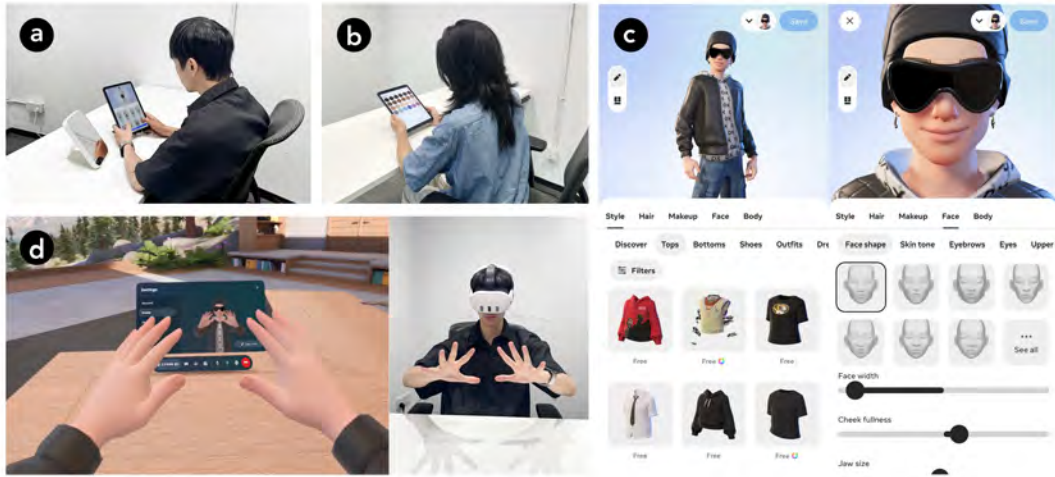 a
b
c
d
Save
Save
Style Hair Makeup Face Body
Discover Tops Bottoms Shoes Outfits Dre
Filters
Free
Free
Free
Free
Free
Free
Style Hair Makeup Face Body
Face shape Skin tone Eyebrows Eyes Upper
See all
Face width
Cheek fullness
Jaw size
Settings